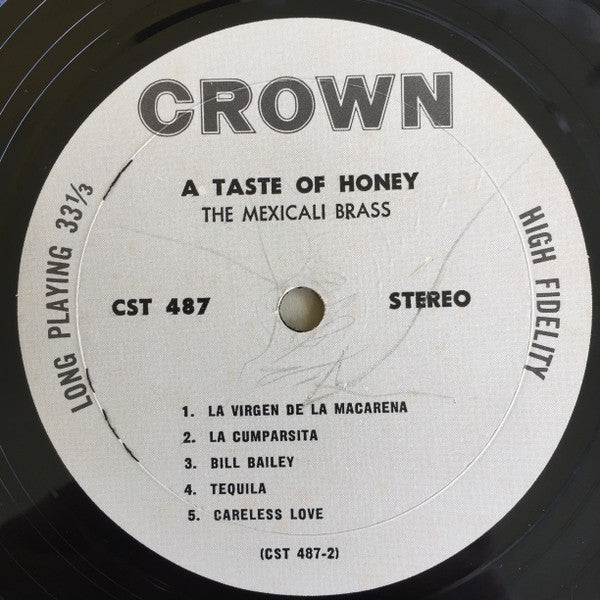 CROWN
A TASTE OF HONEY
THE MEXICALI BRASS
LONG PLAYING 33⅓
HIGH FIDELITY
CST 487
STEREO
1. LA VIRGEN DE LA MACARENA
2. LA CUMPARSITA
3. BILL BAILEY
4. TEQUILA
5. CARELESS LOVE
(CST 487-2)